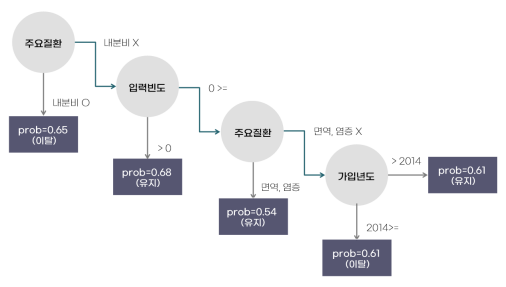 주요질환
내분비 X
내분비 O
prob=0.65
(이탈)
입력빈도
0 >=
> 0
prob=0.68
(유지)
주요질환
면역, 염증 X
면역, 염증
prob=0.54
(유지)
가입년도
> 2014
prob=0.61
(유지)
2014>=
prob=0.61
(이탈)